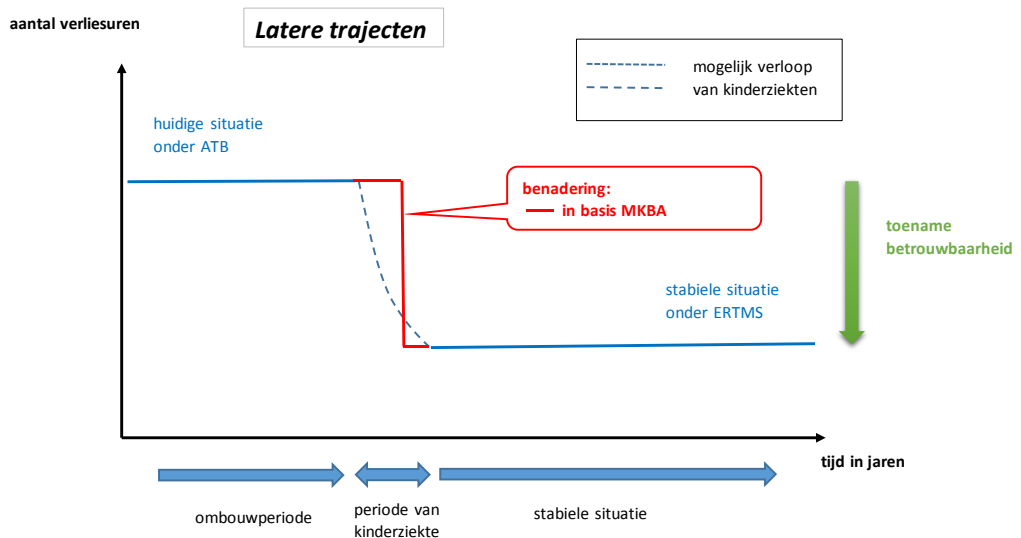 aantal verliesuren
Latere trajecten
mogelijk verloop
van kinderziekten
huidige situatie
onder ATB
benadering:
in basis MKBA
toename
betrouwbaarheid
stabiele situatie
onder ERTMS
tijd in jaren
ombouwperiode
periode van
kinderziekte
stabiele situatie